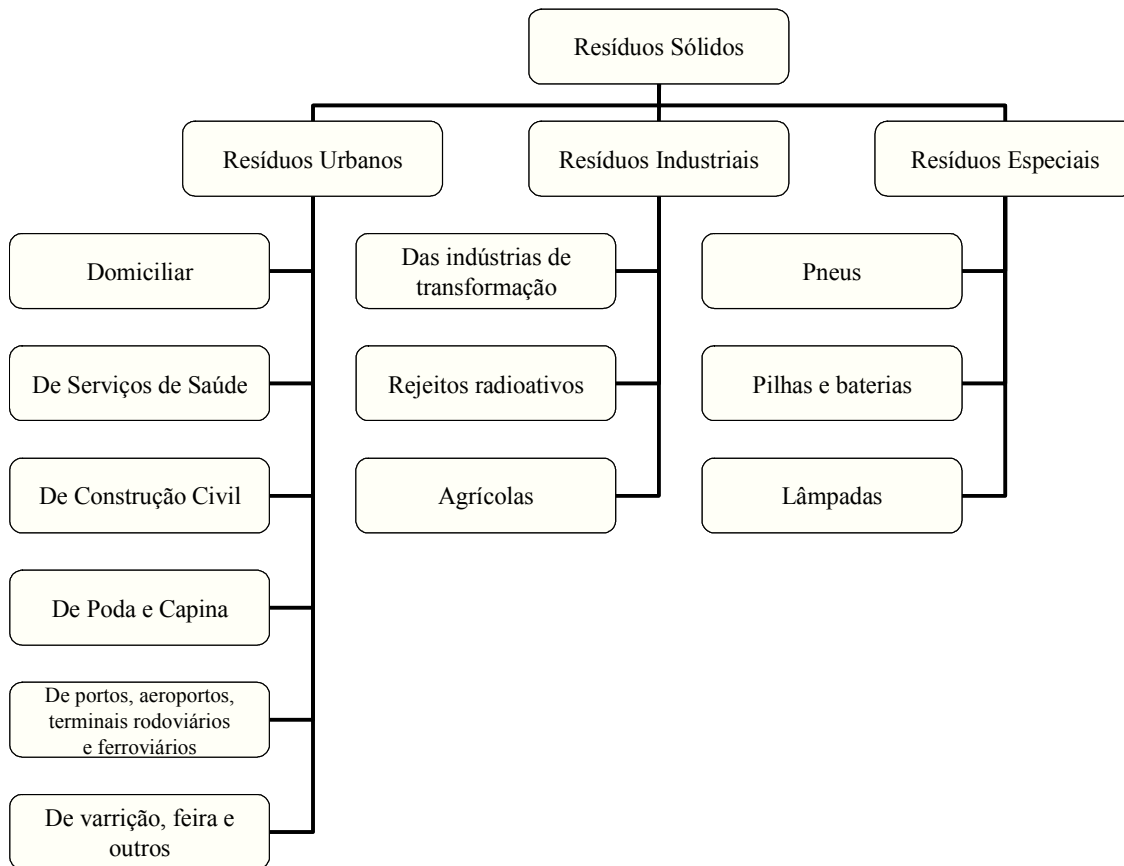 Resíduos Sólidos
Resíduos Urbanos
Resíduos Industriais
Resíduos Especiais
Domiciliar
De Serviços de Saúde
De Construção Civil
De Poda e Capina
De portos, aeroportos,
terminais rodoviários
e ferroviários
De varrição, feira e
outros
Das indústrias de
transformação
Rejeitos radioativos
Agrícolas
Pneus
Pilhas e baterias
Lâmpadas